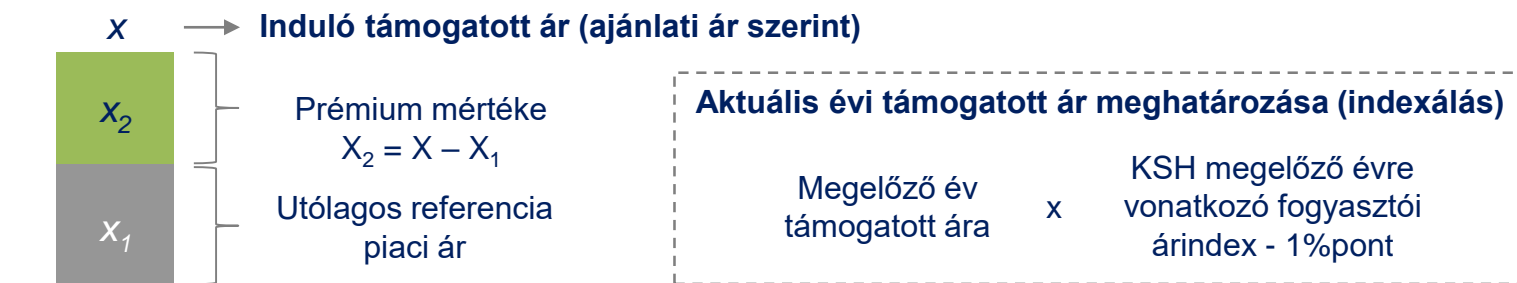 x → Induló támogatott ár (ajánlati ár szerint)
x₂
Prémium mértéke
X₂ = X – X₁
x₁
Utólagos referencia
piaci ár
Aktuális évi támogatott ár meghatározása (indexálás)
Megelőző év
támogatott ára
x
KSH megelőző évre
vonatkozó fogyasztói
árindex - 1%pont